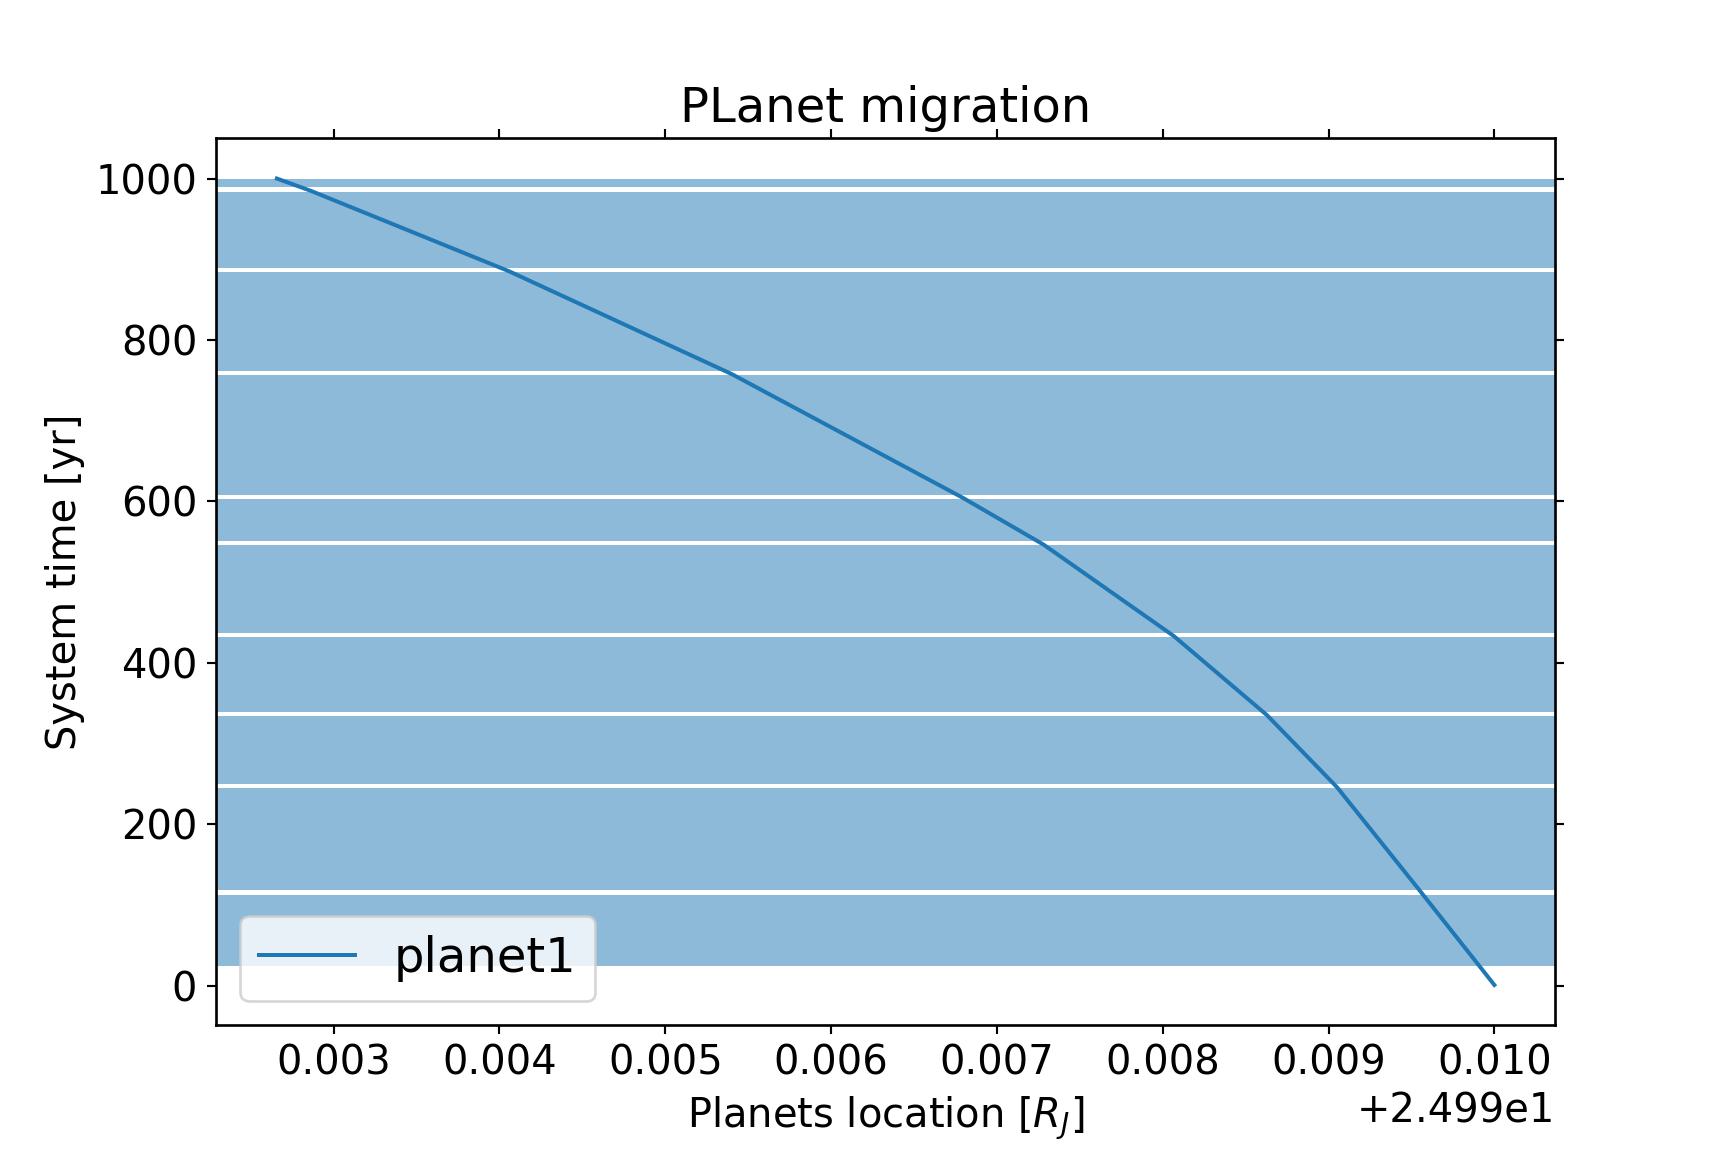 PLanet migration
1000
800
600
400
200
0
System time [yr]
planet1
0.003 0.004 0.005 0.006 0.007 0.008 0.009 0.010
Planets location [R_J]
+2.499e1